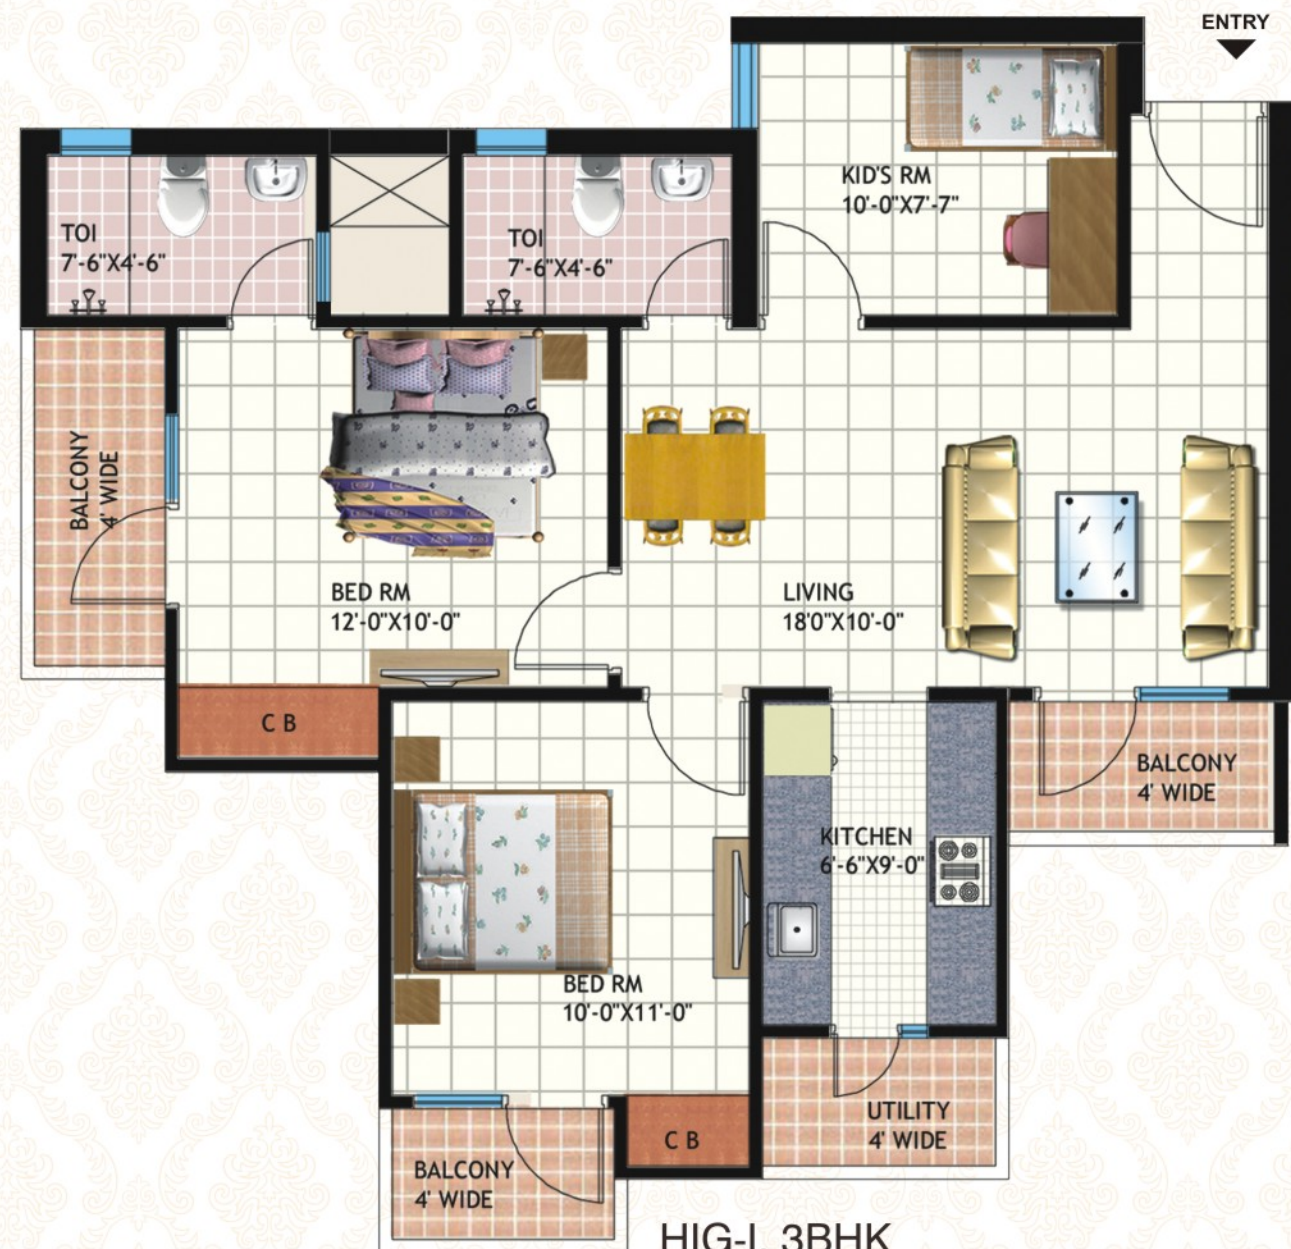 ENTRY
KID'S RM
10'-0"X7'-7"
TOI
7'-6"X4'-6"
TOI
7'-6"X4'-6"
BALCONY
4' WIDE
BED RM
12'-0"X10'-0"
LIVING
18'0"X10'-0"
C B
BALCONY
4' WIDE
KITCHEN
6'-6"X9'-0"
BED RM
10'-0"X11'-0"
UTILITY
4' WIDE
C B
BALCONY
4' WIDE
HIG-L 3BHK